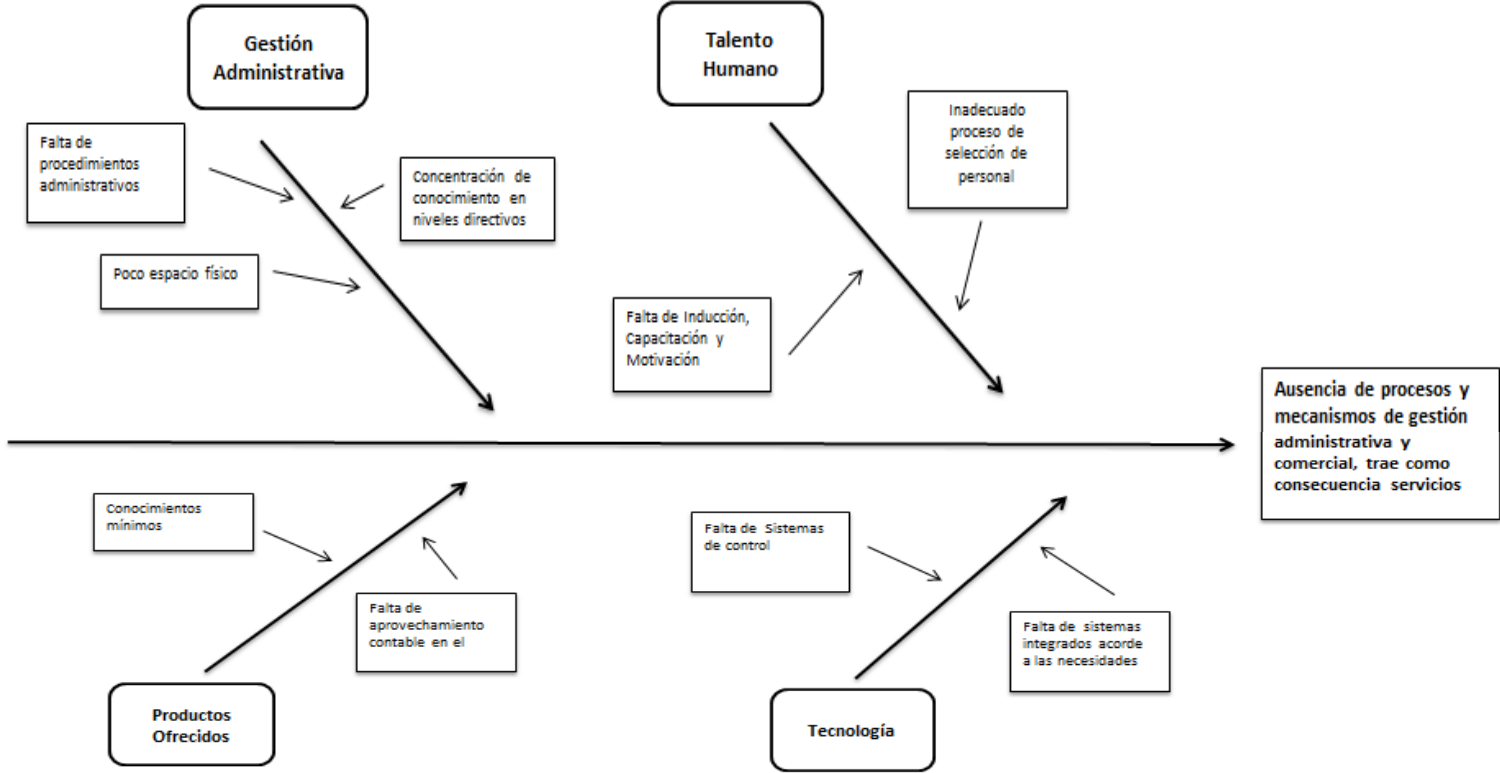 Gestión
Administrativa
Talento
Humano
Falta de
procedimientos
administrativos
Concentración de
conocimiento en
niveles directivos
Poco espacio físico
Inadecuado
proceso de
selección de
personal
Falta de Inducción,
Capacitación y
Motivación
Ausencia de procesos y
mecanismos de gestión
administrativa y
comercial, trae como
consecuencia servicios
Conocimientos
mínimos
Falta de
aprovechamiento
contable en el
Falta de Sistemas
de control
Falta de sistemas
integrados acorde
a las necesidades
Productos
Ofrecidos
Tecnología